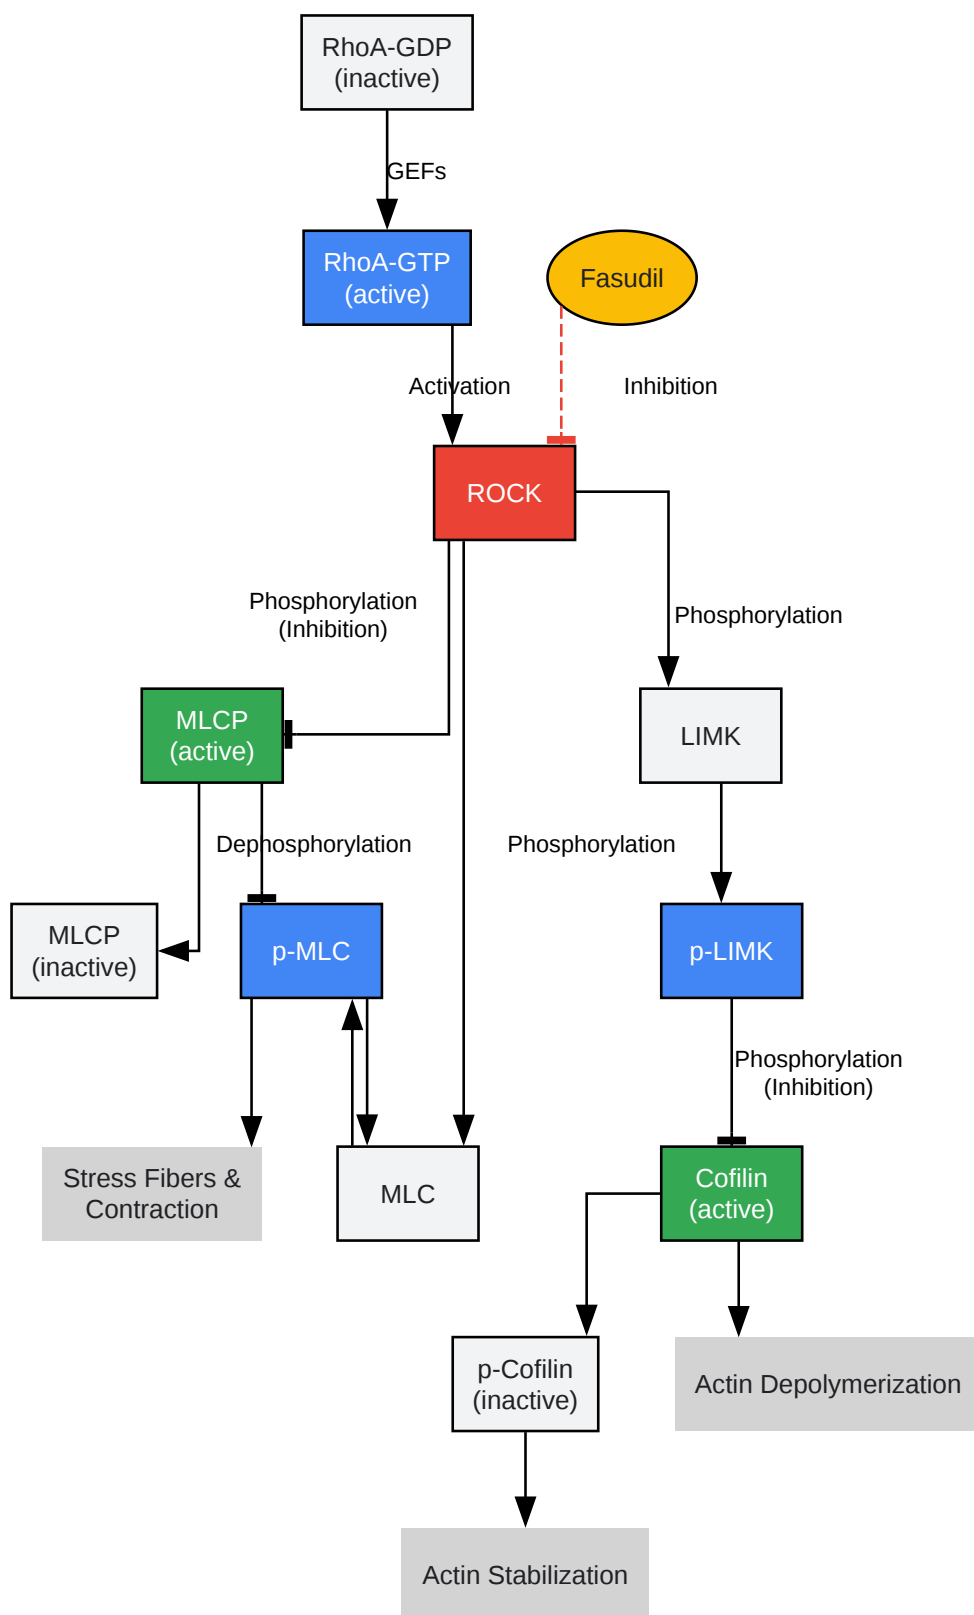 RhoA-GDP
(inactive)
GEFs
RhoA-GTP
(active)
Fasudil
Activation
Inhibition
ROCK
Phosphorylation
(Inhibition)
Phosphorylation
MLCP
(active)
LIMK
Dephosphorylation
Phosphorylation
MLCP
(inactive)
p-MLC
p-LIMK
Phosphorylation
(Inhibition)
Stress Fibers &
Contraction
MLC
Cofilin
(active)
p-Cofilin
(inactive)
Actin Depolymerization
Actin Stabilization